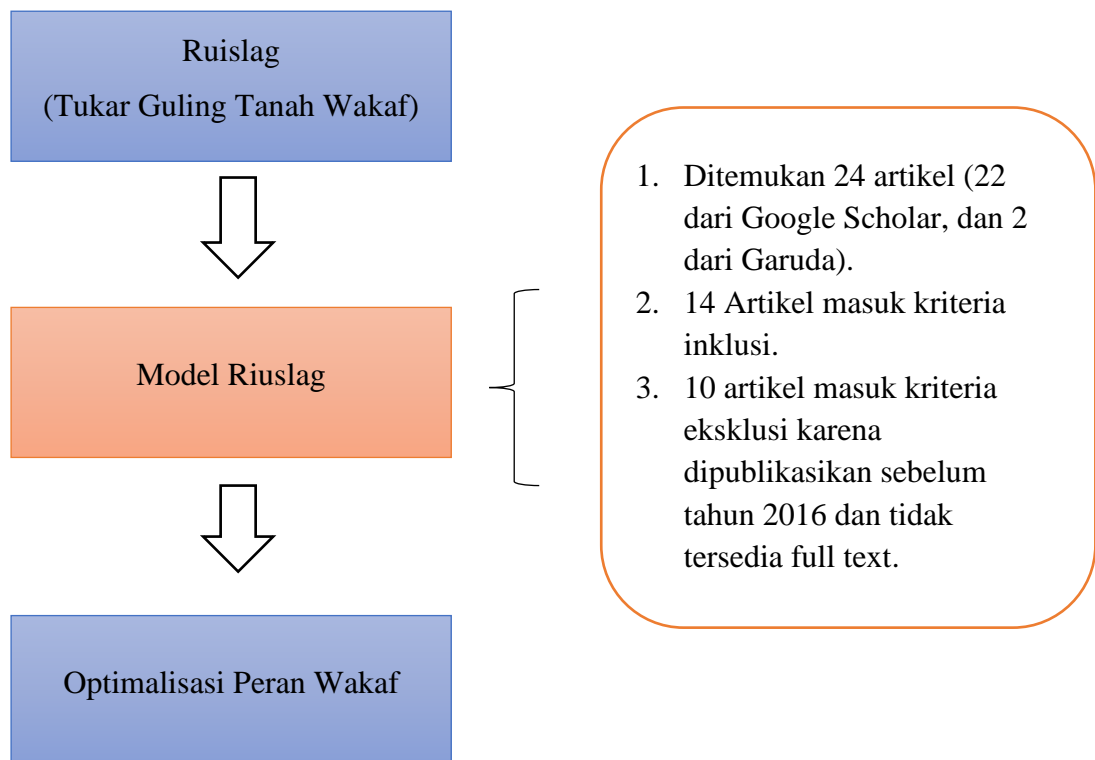 Ruislag
(Tukar Guling Tanah Wakaf)
Model Riuslag
Optimalisasi Peran Wakaf
1. Ditemukan 24 artikel (22
dari Google Scholar, dan 2
dari Garuda).
2. 14 Artikel masuk kriteria
inklusi.
3. 10 artikel masuk kriteria
eksklusi karena
dipublikasikan sebelum
tahun 2016 dan tidak
tersedia full text.